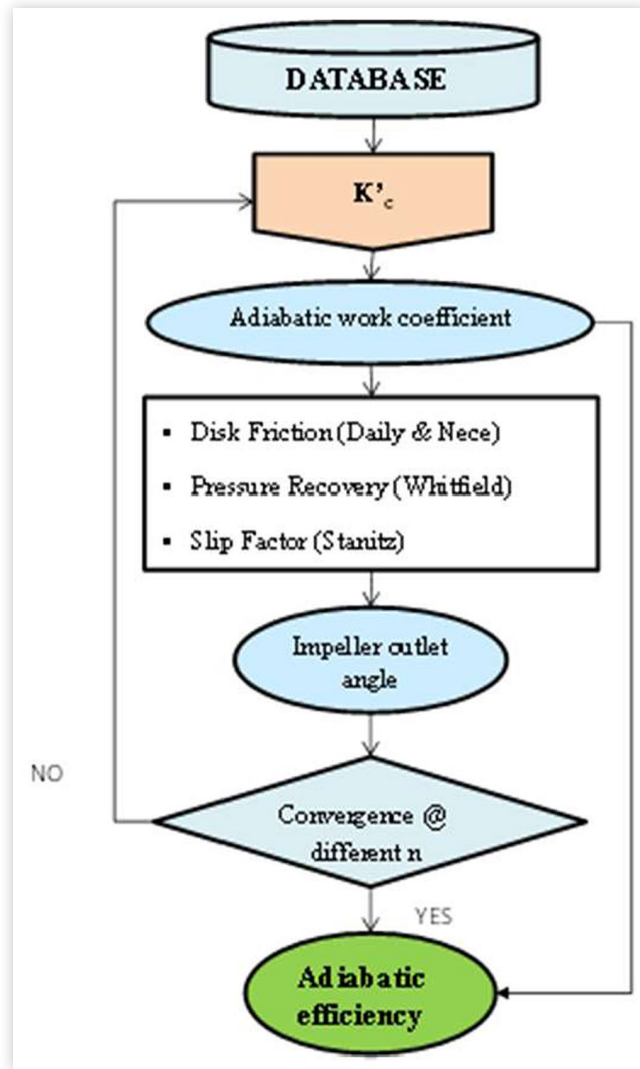 DATABASE
K'c
Adiabatic work coefficient
▪ Disk Friction (Daily & Nece)
▪ Pressure Recovery (Whitfield)
▪ Slip Factor (Stanitz)
Impeller outlet
angle
NO
Convergence @
different n
YES
Adiabatic
efficiency